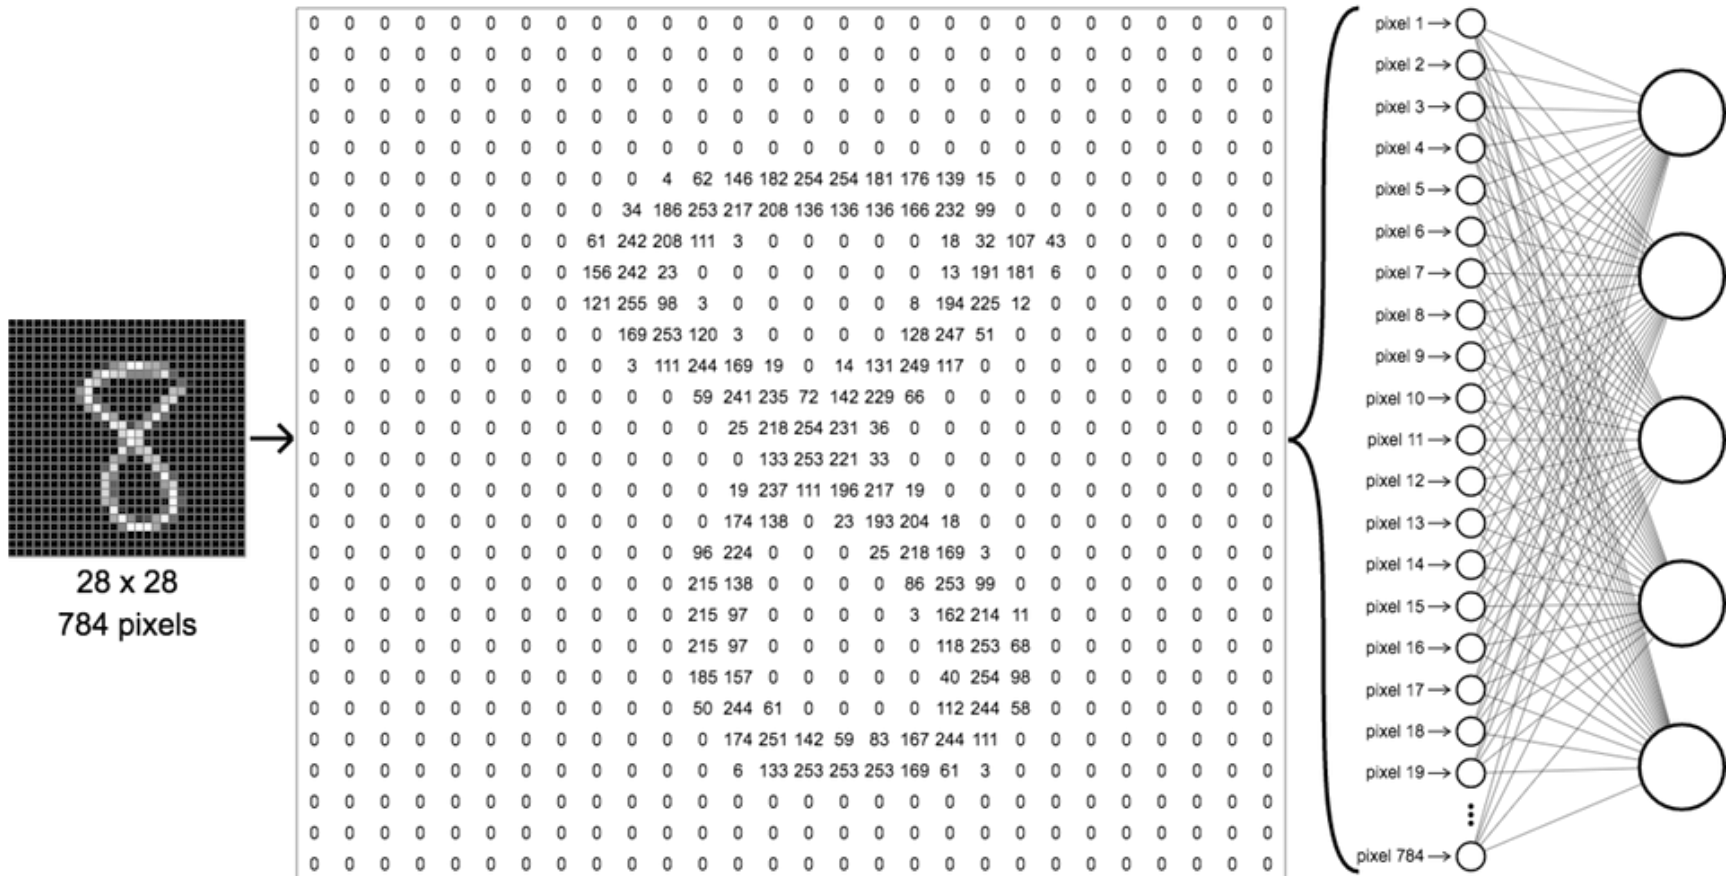 28 x 28
784 pixels
0 0 0 0 0 0 0 0 0 0 0 0 0 0 0 0 0 0 0 0 0 0 0 0 0 0 0 0
0 0 0 0 0 0 0 0 0 0 0 0 0 0 0 0 0 0 0 0 0 0 0 0 0 0 0 0
0 0 0 0 0 0 0 0 0 0 0 0 0 0 0 0 0 0 0 0 0 0 0 0 0 0 0 0
0 0 0 0 0 0 0 0 0 0 0 0 0 0 0 0 0 0 0 0 0 0 0 0 0 0 0 0
0 0 0 0 0 0 0 0 0 0 0 0 0 0 0 0 0 0 0 0 0 0 0 0 0 0 0 0
0 0 0 0 0 0 0 0 0 0 4 62 146 182 254 254 181 176 139 15 0 0 0 0 0 0 0 0
0 0 0 0 0 0 0 0 0 34 186 253 217 208 136 136 136 166 232 99 0 0 0 0 0 0 0 0
0 0 0 0 0 0 0 0 61 242 208 111 3 0 0 0 0 0 18 32 107 43 0 0 0 0 0 0
0 0 0 0 0 0 0 0 156 242 23 0 0 0 0 0 0 0 13 191 181 6 0 0 0 0 0 0
0 0 0 0 0 0 0 0 121 255 98 3 0 0 0 0 0 8 194 225 12 0 0 0 0 0 0 0
0 0 0 0 0 0 0 0 0 169 253 120 3 0 0 0 0 128 247 51 0 0 0 0 0 0 0 0
0 0 0 0 0 0 0 0 0 3 111 244 169 19 0 14 131 249 117 0 0 0 0 0 0 0 0 0
0 0 0 0 0 0 0 0 0 0 0 59 241 235 72 142 229 66 0 0 0 0 0 0 0 0 0 0
0 0 0 0 0 0 0 0 0 0 0 0 25 218 254 231 36 0 0 0 0 0 0 0 0 0 0 0
0 0 0 0 0 0 0 0 0 0 0 0 0 133 253 221 33 0 0 0 0 0 0 0 0 0 0 0
0 0 0 0 0 0 0 0 0 0 0 0 19 237 111 196 217 19 0 0 0 0 0 0 0 0 0 0
0 0 0 0 0 0 0 0 0 0 0 0 174 138 0 23 193 204 18 0 0 0 0 0 0 0 0 0
0 0 0 0 0 0 0 0 0 0 0 96 224 0 0 0 25 218 169 3 0 0 0 0 0 0 0 0
0 0 0 0 0 0 0 0 0 0 0 215 138 0 0 0 0 86 253 99 0 0 0 0 0 0 0 0
0 0 0 0 0 0 0 0 0 0 0 215 97 0 0 0 0 3 162 214 11 0 0 0 0 0 0 0
0 0 0 0 0 0 0 0 0 0 0 215 97 0 0 0 0 0 118 253 68 0 0 0 0 0 0 0
0 0 0 0 0 0 0 0 0 0 0 185 157 0 0 0 0 0 40 254 98 0 0 0 0 0 0 0
0 0 0 0 0 0 0 0 0 0 0 50 244 61 0 0 0 0 112 244 58 0 0 0 0 0 0 0
0 0 0 0 0 0 0 0 0 0 0 0 174 251 142 59 83 167 244 111 0 0 0 0 0 0 0 0
0 0 0 0 0 0 0 0 0 0 0 0 6 133 253 253 253 169 61 3 0 0 0 0 0 0 0 0
0 0 0 0 0 0 0 0 0 0 0 0 0 0 0 0 0 0 0 0 0 0 0 0 0 0 0 0
0 0 0 0 0 0 0 0 0 0 0 0 0 0 0 0 0 0 0 0 0 0 0 0 0 0 0 0
0 0 0 0 0 0 0 0 0 0 0 0 0 0 0 0 0 0 0 0 0 0 0 0 0 0 0 0
pixel 1
pixel 2
pixel 3
pixel 4
pixel 5
pixel 6
pixel 7
pixel 8
pixel 9
pixel 10
pixel 11
pixel 12
pixel 13
pixel 14
pixel 15
pixel 16
pixel 17
pixel 18
pixel 19
pixel 784